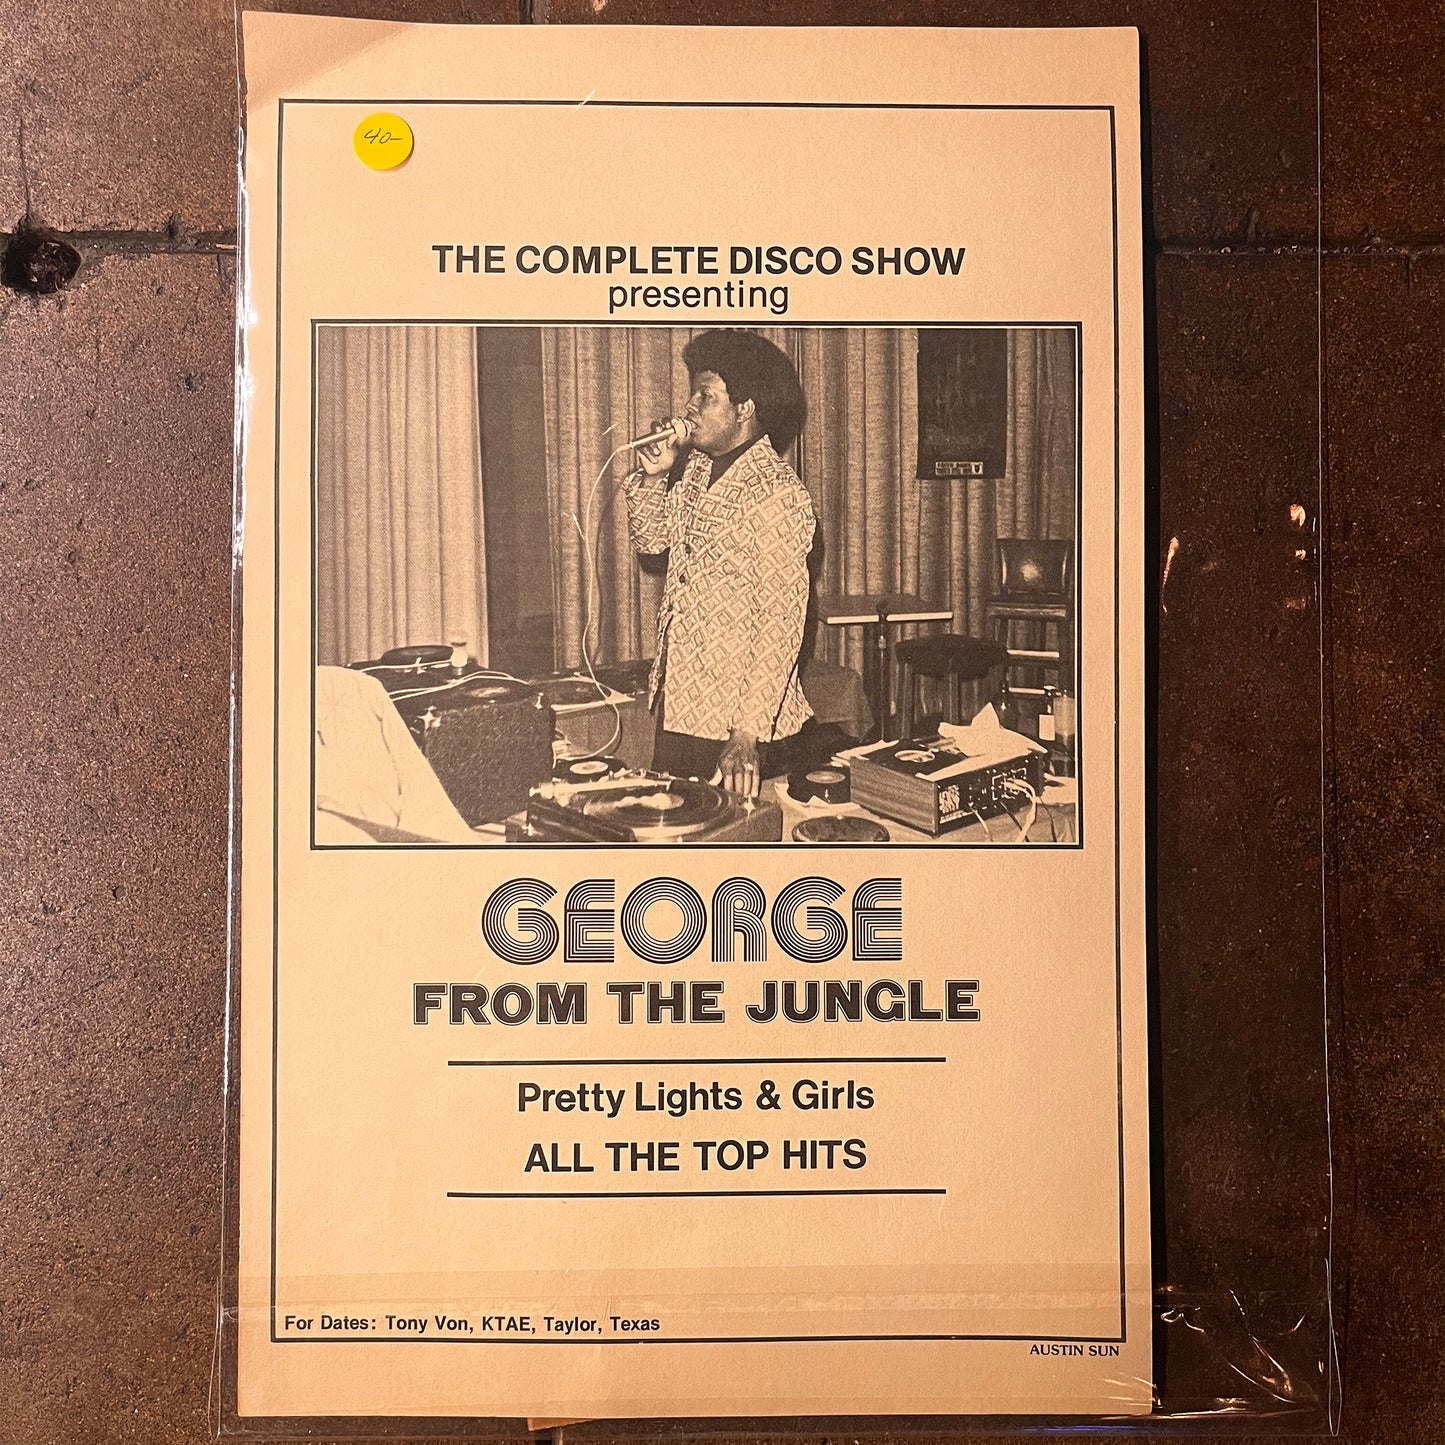 40-
THE COMPLETE DISCO SHOW
presenting
GEORGE
FROM THE JUNGLE
Pretty Lights & Girls
ALL THE TOP HITS
For Dates: Tony Von, KTAE, Taylor, Texas
AUSTIN SUN